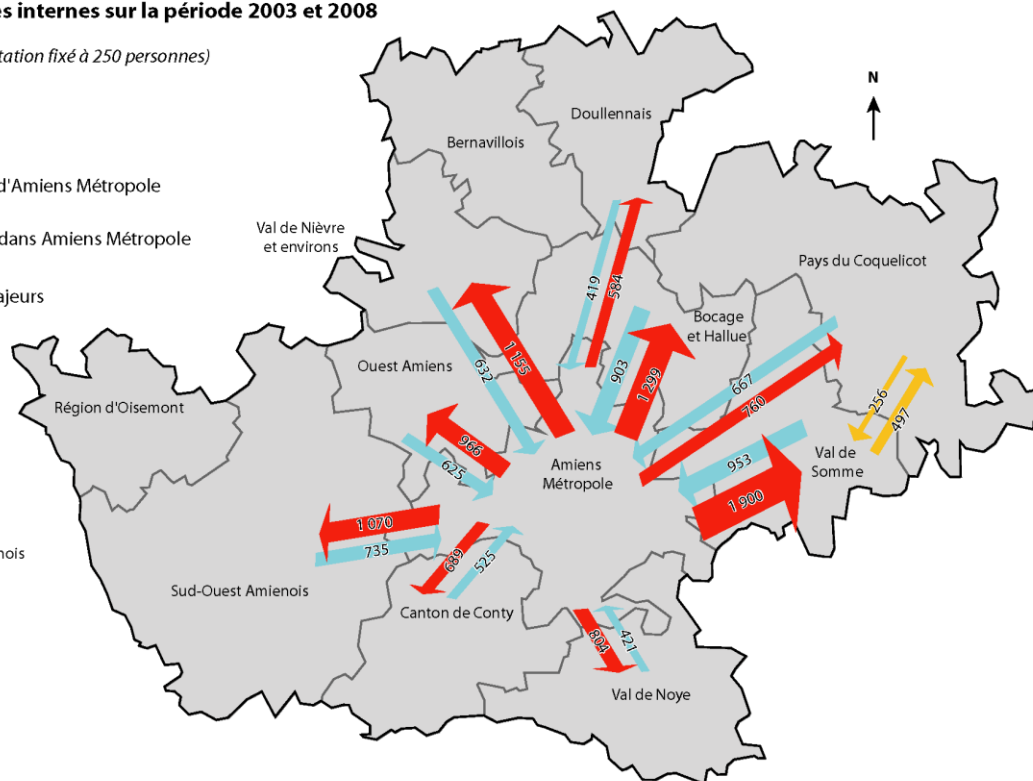 es internes sur la période 2003 et 2008
tation fixé à 250 personnes)
N
Doullennais
Bernavillois
d'Amiens Métropole
dans Amiens Métropole
Val de Nièvre
et environs
Pays du Coquelicot
ajeurs
419
584
Bocage
et Hallue
Ouest Amiens
632
1 155
903
1 299
667
760
256
497
Région d'Oisemont
966
625
Amiens
Métropole
953
Val de
Somme
1 900
1 070
735
nois
689
525
Sud-Ouest Amienois
Canton de Conty
804
421
Val de Noye